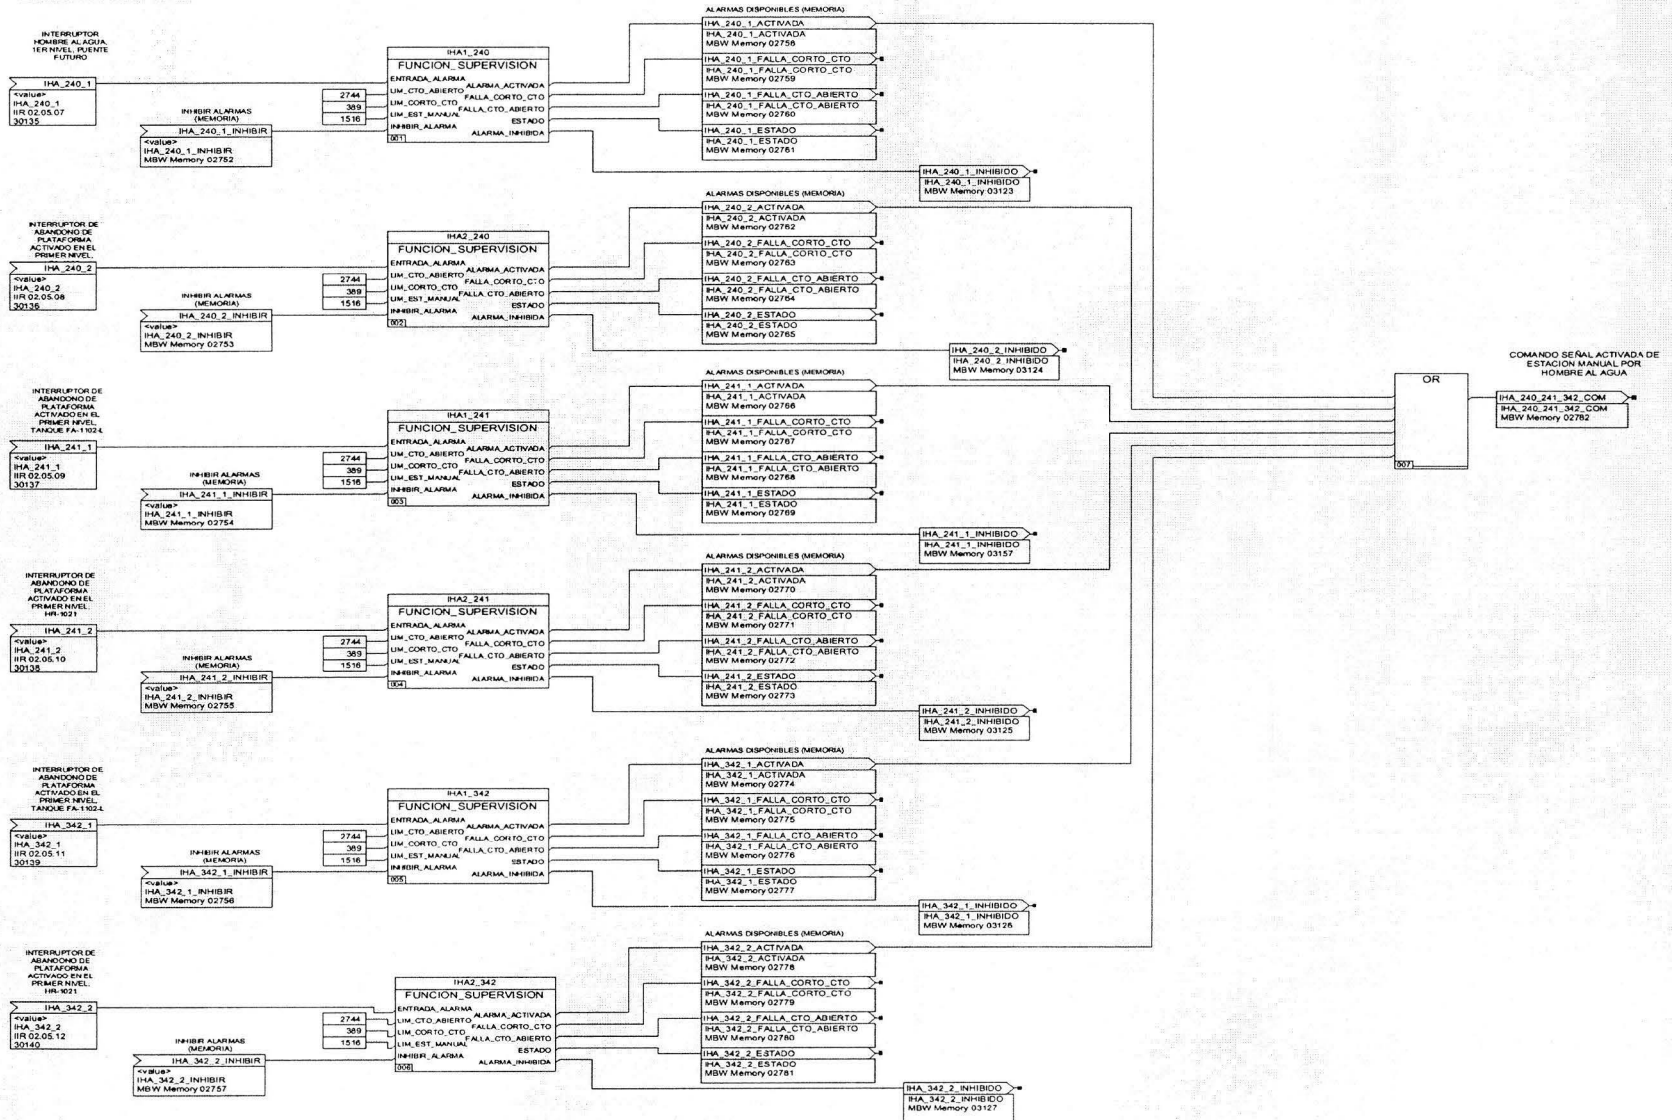 INTERRUPTOR
HOMBRE AL AGUA,
1ER NIVEL, PUENTE
FUTURO
IHA_240_1
<value>
IHA_240_1
IIR 02.05.07
30135
INHIBIR ALARMAS
(MEMORIA)
IHA_240_1_INHIBIR
<value>
IHA_240_1_INHIBIR
MBW Memory 02752
2744
389
1516
IHA1_240
FUNCION_SUPERVISION
ENTRADA_ALARMA
LIM_CTO_ABIERTO
LIM_CORTO_CTO
LIM_EST_MANUAL
INHIBIR_ALARMA
ALARMA_ACTIVADA
FALLA_CORTO_CTO
FALLA_CTO_ABIERTO
ESTADO
ALARMA_INHIBIDA
001
ALARMAS DISPONIBLES (MEMORIA)
IHA_240_1_ACTIVADA
IHA_240_1_ACTIVADA
MBW Memory 02758
IHA_240_1_FALLA_CORTO_CTO
IHA_240_1_FALLA_CORTO_CTO
MBW Memory 02759
IHA_240_1_FALLA_CTO_ABIERTO
IHA_240_1_FALLA_CTO_ABIERTO
MBW Memory 02760
IHA_240_1_ESTADO
IHA_240_1_ESTADO
MBW Memory 02761
IHA_240_1_INHIBIDO
IHA_240_1_INHIBIDO
MBW Memory 03123
INTERRUPTOR DE
ABANDONO DE
PLATAFORMA
ACTIVADO EN EL
PRIMER NIVEL,
IHA_240_2
<value>
IHA_240_2
IIR 02.05.08
30136
INHIBIR ALARMAS
(MEMORIA)
IHA_240_2_INHIBIR
<value>
IHA_240_2_INHIBIR
MBW Memory 02753
2744
389
1516
IHA2_240
FUNCION_SUPERVISION
ENTRADA_ALARMA
LIM_CTO_ABIERTO
LIM_CORTO_CTO
LIM_EST_MANUAL
INHIBIR_ALARMA
ALARMA_ACTIVADA
FALLA_CORTO_CTO
FALLA_CTO_ABIERTO
ESTADO
ALARMA_INHIBIDA
002
ALARMAS DISPONIBLES (MEMORIA)
IHA_240_2_ACTIVADA
IHA_240_2_ACTIVADA
MBW Memory 02762
IHA_240_2_FALLA_CORTO_CTO
IHA_240_2_FALLA_CORTO_CTO
MBW Memory 02763
IHA_240_2_FALLA_CTO_ABIERTO
IHA_240_2_FALLA_CTO_ABIERTO
MBW Memory 02764
IHA_240_2_ESTADO
IHA_240_2_ESTADO
MBW Memory 02765
IHA_240_2_INHIBIDO
IHA_240_2_INHIBIDO
MBW Memory 03124
INTERRUPTOR DE
ABANDONO DE
PLATAFORMA
ACTIVADO EN EL
PRIMER NIVEL,
TANQUE FA-1102-L
IHA_241_1
<value>
IHA_241_1
IIR 02.05.09
30137
INHIBIR ALARMAS
(MEMORIA)
IHA_241_1_INHIBIR
<value>
IHA_241_1_INHIBIR
MBW Memory 02754
2744
389
1516
IHA1_241
FUNCION_SUPERVISION
ENTRADA_ALARMA
LIM_CTO_ABIERTO
LIM_CORTO_CTO
LIM_EST_MANUAL
INHIBIR_ALARMA
ALARMA_ACTIVADA
FALLA_CORTO_CTO
FALLA_CTO_ABIERTO
ESTADO
ALARMA_INHIBIDA
003
ALARMAS DISPONIBLES (MEMORIA)
IHA_241_1_ACTIVADA
IHA_241_1_ACTIVADA
MBW Memory 02766
IHA_241_1_FALLA_CORTO_CTO
IHA_241_1_FALLA_CORTO_CTO
MBW Memory 02767
IHA_241_1_FALLA_CTO_ABIERTO
IHA_241_1_FALLA_CTO_ABIERTO
MBW Memory 02768
IHA_241_1_ESTADO
IHA_241_1_ESTADO
MBW Memory 02769
IHA_241_1_INHIBIDO
IHA_241_1_INHIBIDO
MBW Memory 03157
INTERRUPTOR DE
ABANDONO DE
PLATAFORMA
ACTIVADO EN EL
PRIMER NIVEL.
HR-1021
IHA_241_2
<value>
IHA_241_2
IIR 02.05.10
30138
INHIBIR ALARMAS
(MEMORIA)
IHA_241_2_INHIBIR
<value>
IHA_241_2_INHIBIR
MBW Memory 02755
2744
389
1516
IHA2_241
FUNCION_SUPERVISION
ENTRADA_ALARMA
LIM_CTO_ABIERTO
LIM_CORTO_CTO
LIM_EST_MANUAL
INHIBIR_ALARMA
ALARMA_ACTIVADA
FALLA_CORTO_CTO
FALLA_CTO_ABIERTO
ESTADO
ALARMA_INHIBIDA
004
ALARMAS DISPONIBLES (MEMORIA)
IHA_241_2_ACTIVADA
IHA_241_2_ACTIVADA
MBW Memory 02770
IHA_241_2_FALLA_CORTO_CTO
IHA_241_2_FALLA_CORTO_CTO
MBW Memory 02771
IHA_241_2_FALLA_CTO_ABIERTO
IHA_241_2_FALLA_CTO_ABIERTO
MBW Memory 02772
IHA_241_2_ESTADO
IHA_241_2_ESTADO
MBW Memory 02773
IHA_241_2_INHIBIDO
IHA_241_2_INHIBIDO
MBW Memory 03125
INTERRUPTOR DE
ABANDONO DE
PLATAFORMA
ACTIVADO EN EL
PRIMER NIVEL,
TANQUE FA-1102-L
IHA_342_1
<value>
IHA_342_1
IIR 02.05.11
30139
INHIBIR ALARMAS
(MEMORIA)
IHA_342_1_INHIBIR
<value>
IHA_342_1_INHIBIR
MBW Memory 02756
2744
389
1516
IHA1_342
FUNCION_SUPERVISION
ENTRADA_ALARMA
LIM_CTO_ABIERTO
LIM_CORTO_CTO
LIM_EST_MANUAL
INHIBIR_ALARMA
ALARMA_ACTIVADA
FALLA_CORTO_CTO
FALLA_CTO_ABIERTO
ESTADO
ALARMA_INHIBIDA
005
ALARMAS DISPONIBLES (MEMORIA)
IHA_342_1_ACTIVADA
IHA_342_1_ACTIVADA
MBW Memory 02774
IHA_342_1_FALLA_CORTO_CTO
IHA_342_1_FALLA_CORTO_CTO
MBW Memory 02775
IHA_342_1_FALLA_CTO_ABIERTO
IHA_342_1_FALLA_CTO_ABIERTO
MBW Memory 02776
IHA_342_1_ESTADO
IHA_342_1_ESTADO
MBW Memory 02777
IHA_342_1_INHIBIDO
IHA_342_1_INHIBIDO
MBW Memory 03126
INTERRUPTOR DE
ABANDONO DE
PLATAFORMA
ACTIVADO EN EL
PRIMER NIVEL.
HR-1021
IHA_342_2
<value>
IHA_342_2
IIR 02.05.12
30140
INHIBIR ALARMAS
(MEMORIA)
IHA_342_2_INHIBIR
<value>
IHA_342_2_INHIBIR
MBW Memory 02757
2744
389
1516
IHA2_342
FUNCION_SUPERVISION
ENTRADA_ALARMA
LIM_CTO_ABIERTO
LIM_CORTO_CTO
LIM_EST_MANUAL
INHIBIR_ALARMA
ALARMA_ACTIVADA
FALLA_CORTO_CTO
FALLA_CTO_ABIERTO
ESTADO
ALARMA_INHIBIDA
006
ALARMAS DISPONIBLES (MEMORIA)
IHA_342_2_ACTIVADA
IHA_342_2_ACTIVADA
MBW Memory 02778
IHA_342_2_FALLA_CORTO_CTO
IHA_342_2_FALLA_CORTO_CTO
MBW Memory 02779
IHA_342_2_FALLA_CTO_ABIERTO
IHA_342_2_FALLA_CTO_ABIERTO
MBW Memory 02780
IHA_342_2_ESTADO
IHA_342_2_ESTADO
MBW Memory 02781
IHA_342_2_INHIBIDO
IHA_342_2_INHIBIDO
MBW Memory 03127
OR
007
COMANDO SEÑAL ACTIVADA DE
ESTACION MANUAL POR
HOMBRE AL AGUA
IHA_240_241_342_COM
IHA_240_241_342_COM
MBW Memory 02782